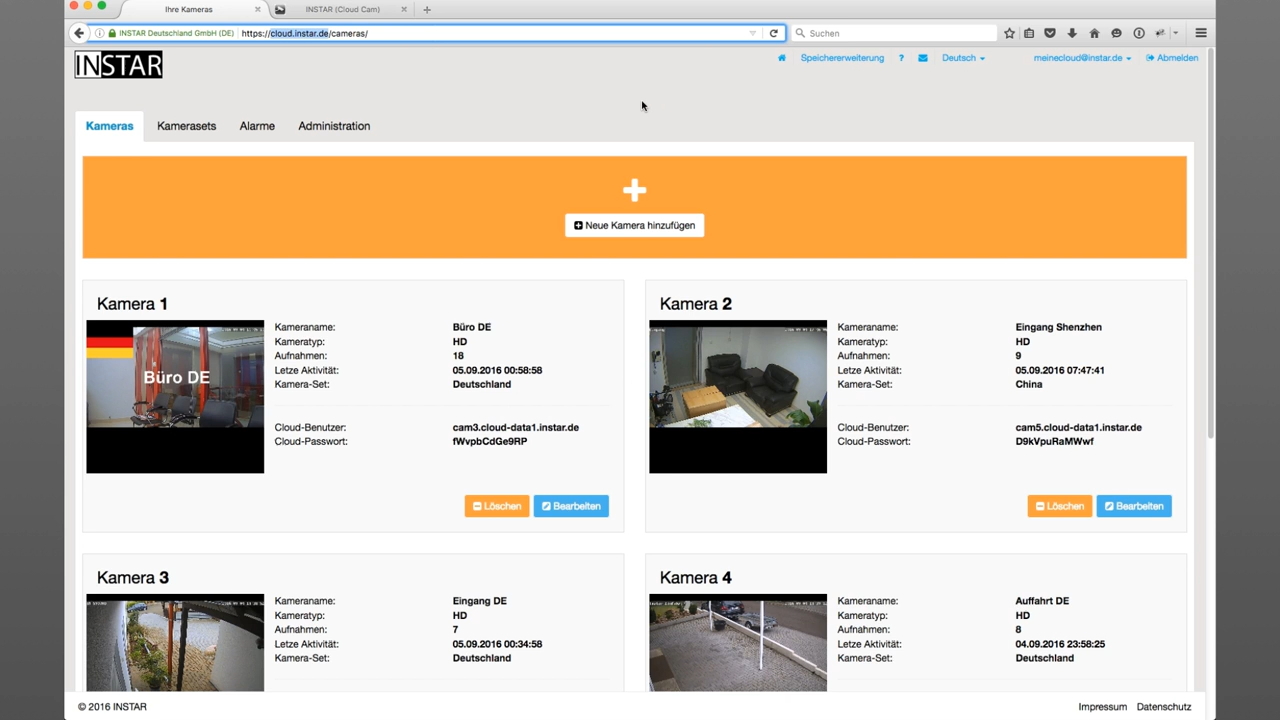 Ihre Kameras
INSTAR (Cloud Cam)
INSTAR Deutschland GmbH (DE)
https://cloud.instar.de/cameras/
Suchen
INSTAR
Speichererweiterung
?
Deutsch
meinecloud@instar.de
Abmelden
Kameras
Kamerasets
Alarme
Administration
Neue Kamera hinzufügen
Kamera 1
Büro DE
Kameraname: Büro DE
Kameratyp: HD
Aufnahmen: 18
Letze Aktivität: 05.09.2016 00:58:58
Kamera-Set: Deutschland
Cloud-Benutzer: cam3.cloud-data1.instar.de
Cloud-Passwort: fWvpbCdGe9RP
Löschen
Bearbeiten
Kamera 2
Kameraname: Eingang Shenzhen
Kameratyp: HD
Aufnahmen: 9
Letze Aktivität: 05.09.2016 07:47:41
Kamera-Set: China
Cloud-Benutzer: cam5.cloud-data1.instar.de
Cloud-Passwort: D9kVpuRaMWwf
Löschen
Bearbeiten
Kamera 3
Kameraname: Eingang DE
Kameratyp: HD
Aufnahmen: 7
Letze Aktivität: 05.09.2016 00:34:58
Kamera-Set: Deutschland
Kamera 4
Kameraname: Auffahrt DE
Kameratyp: HD
Aufnahmen: 8
Letze Aktivität: 04.09.2016 23:58:25
Kamera-Set: Deutschland
© 2016 INSTAR
Impressum
Datenschutz